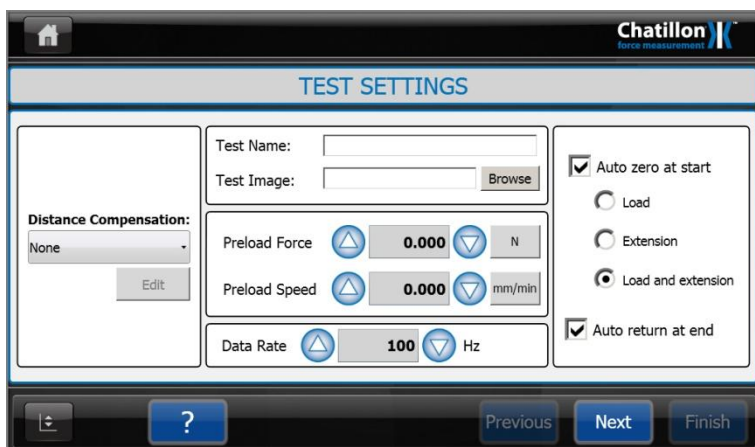 Chatillon™
force measurement
TEST SETTINGS
Distance Compensation:
None
Edit
Test Name:
Test Image:
Browse
Preload Force 0.000 N
Preload Speed 0.000 mm/min
Data Rate 100 Hz
Auto zero at start
Load
Extension
Load and extension
Auto return at end
?
Previous
Next
Finish